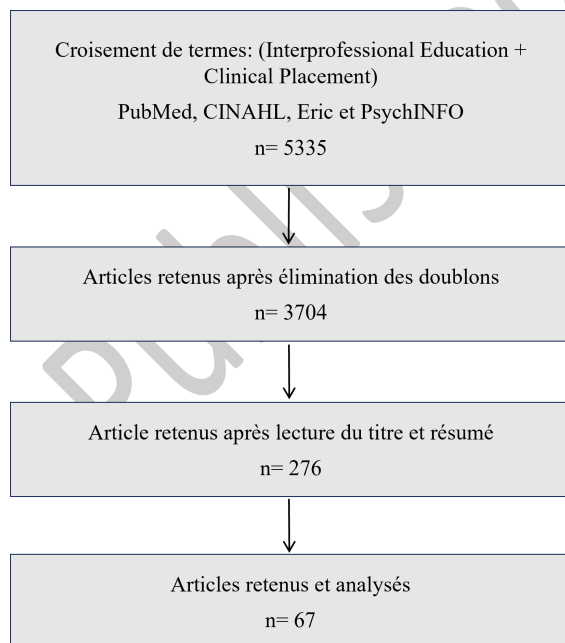 Croisement de termes: (Interprofessional Education +
Clinical Placement)
PubMed, CINAHL, Eric et PsychINFO
n= 5335
Articles retenus après élimination des doublons
n= 3704
Article retenus après lecture du titre et résumé
n= 276
Articles retenus et analysés
n= 67